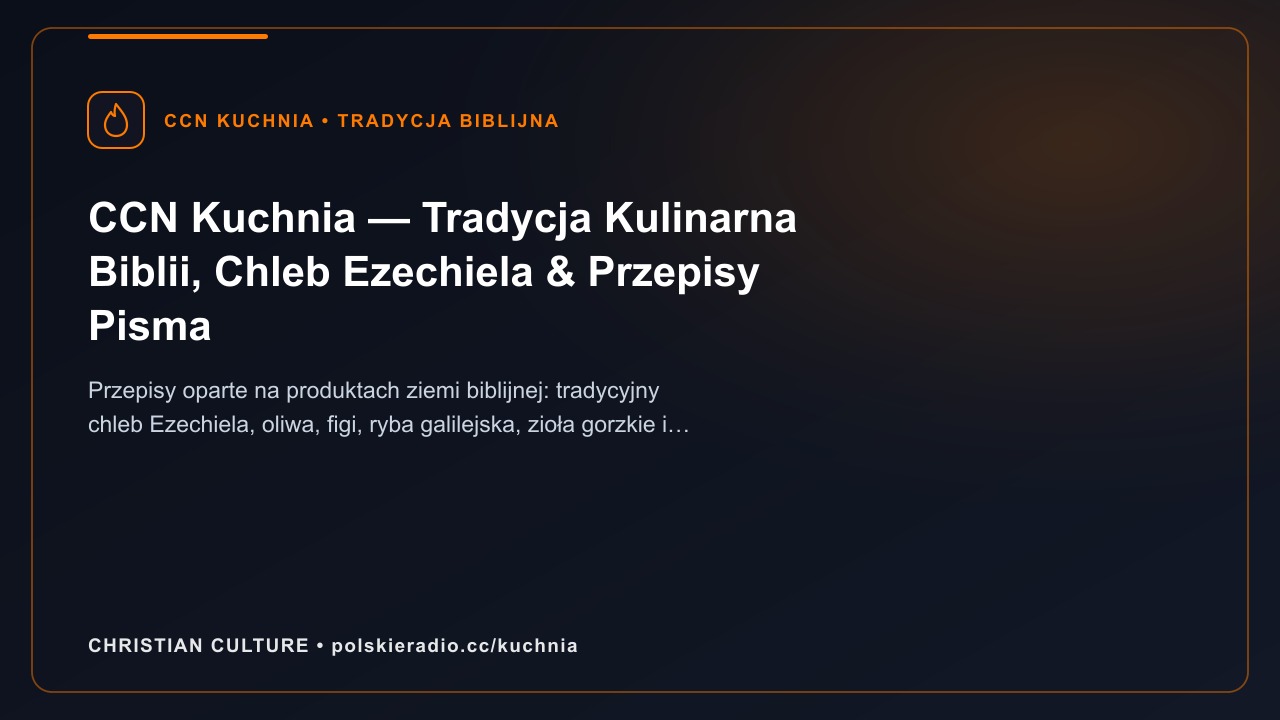 CCN KUCHNIA • TRADYCJA BIBLIJNA
CCN Kuchnia — Tradycja Kulinarna
Biblii, Chleb Ezechiela & Przepisy
Pisma
Przepisy oparte na produktach ziemi biblijnej: tradycyjny
chleb Ezechiela, oliwa, figi, ryba galilejska, zioła gorzkie i…
CHRISTIAN CULTURE • polskieradio.cc/kuchnia